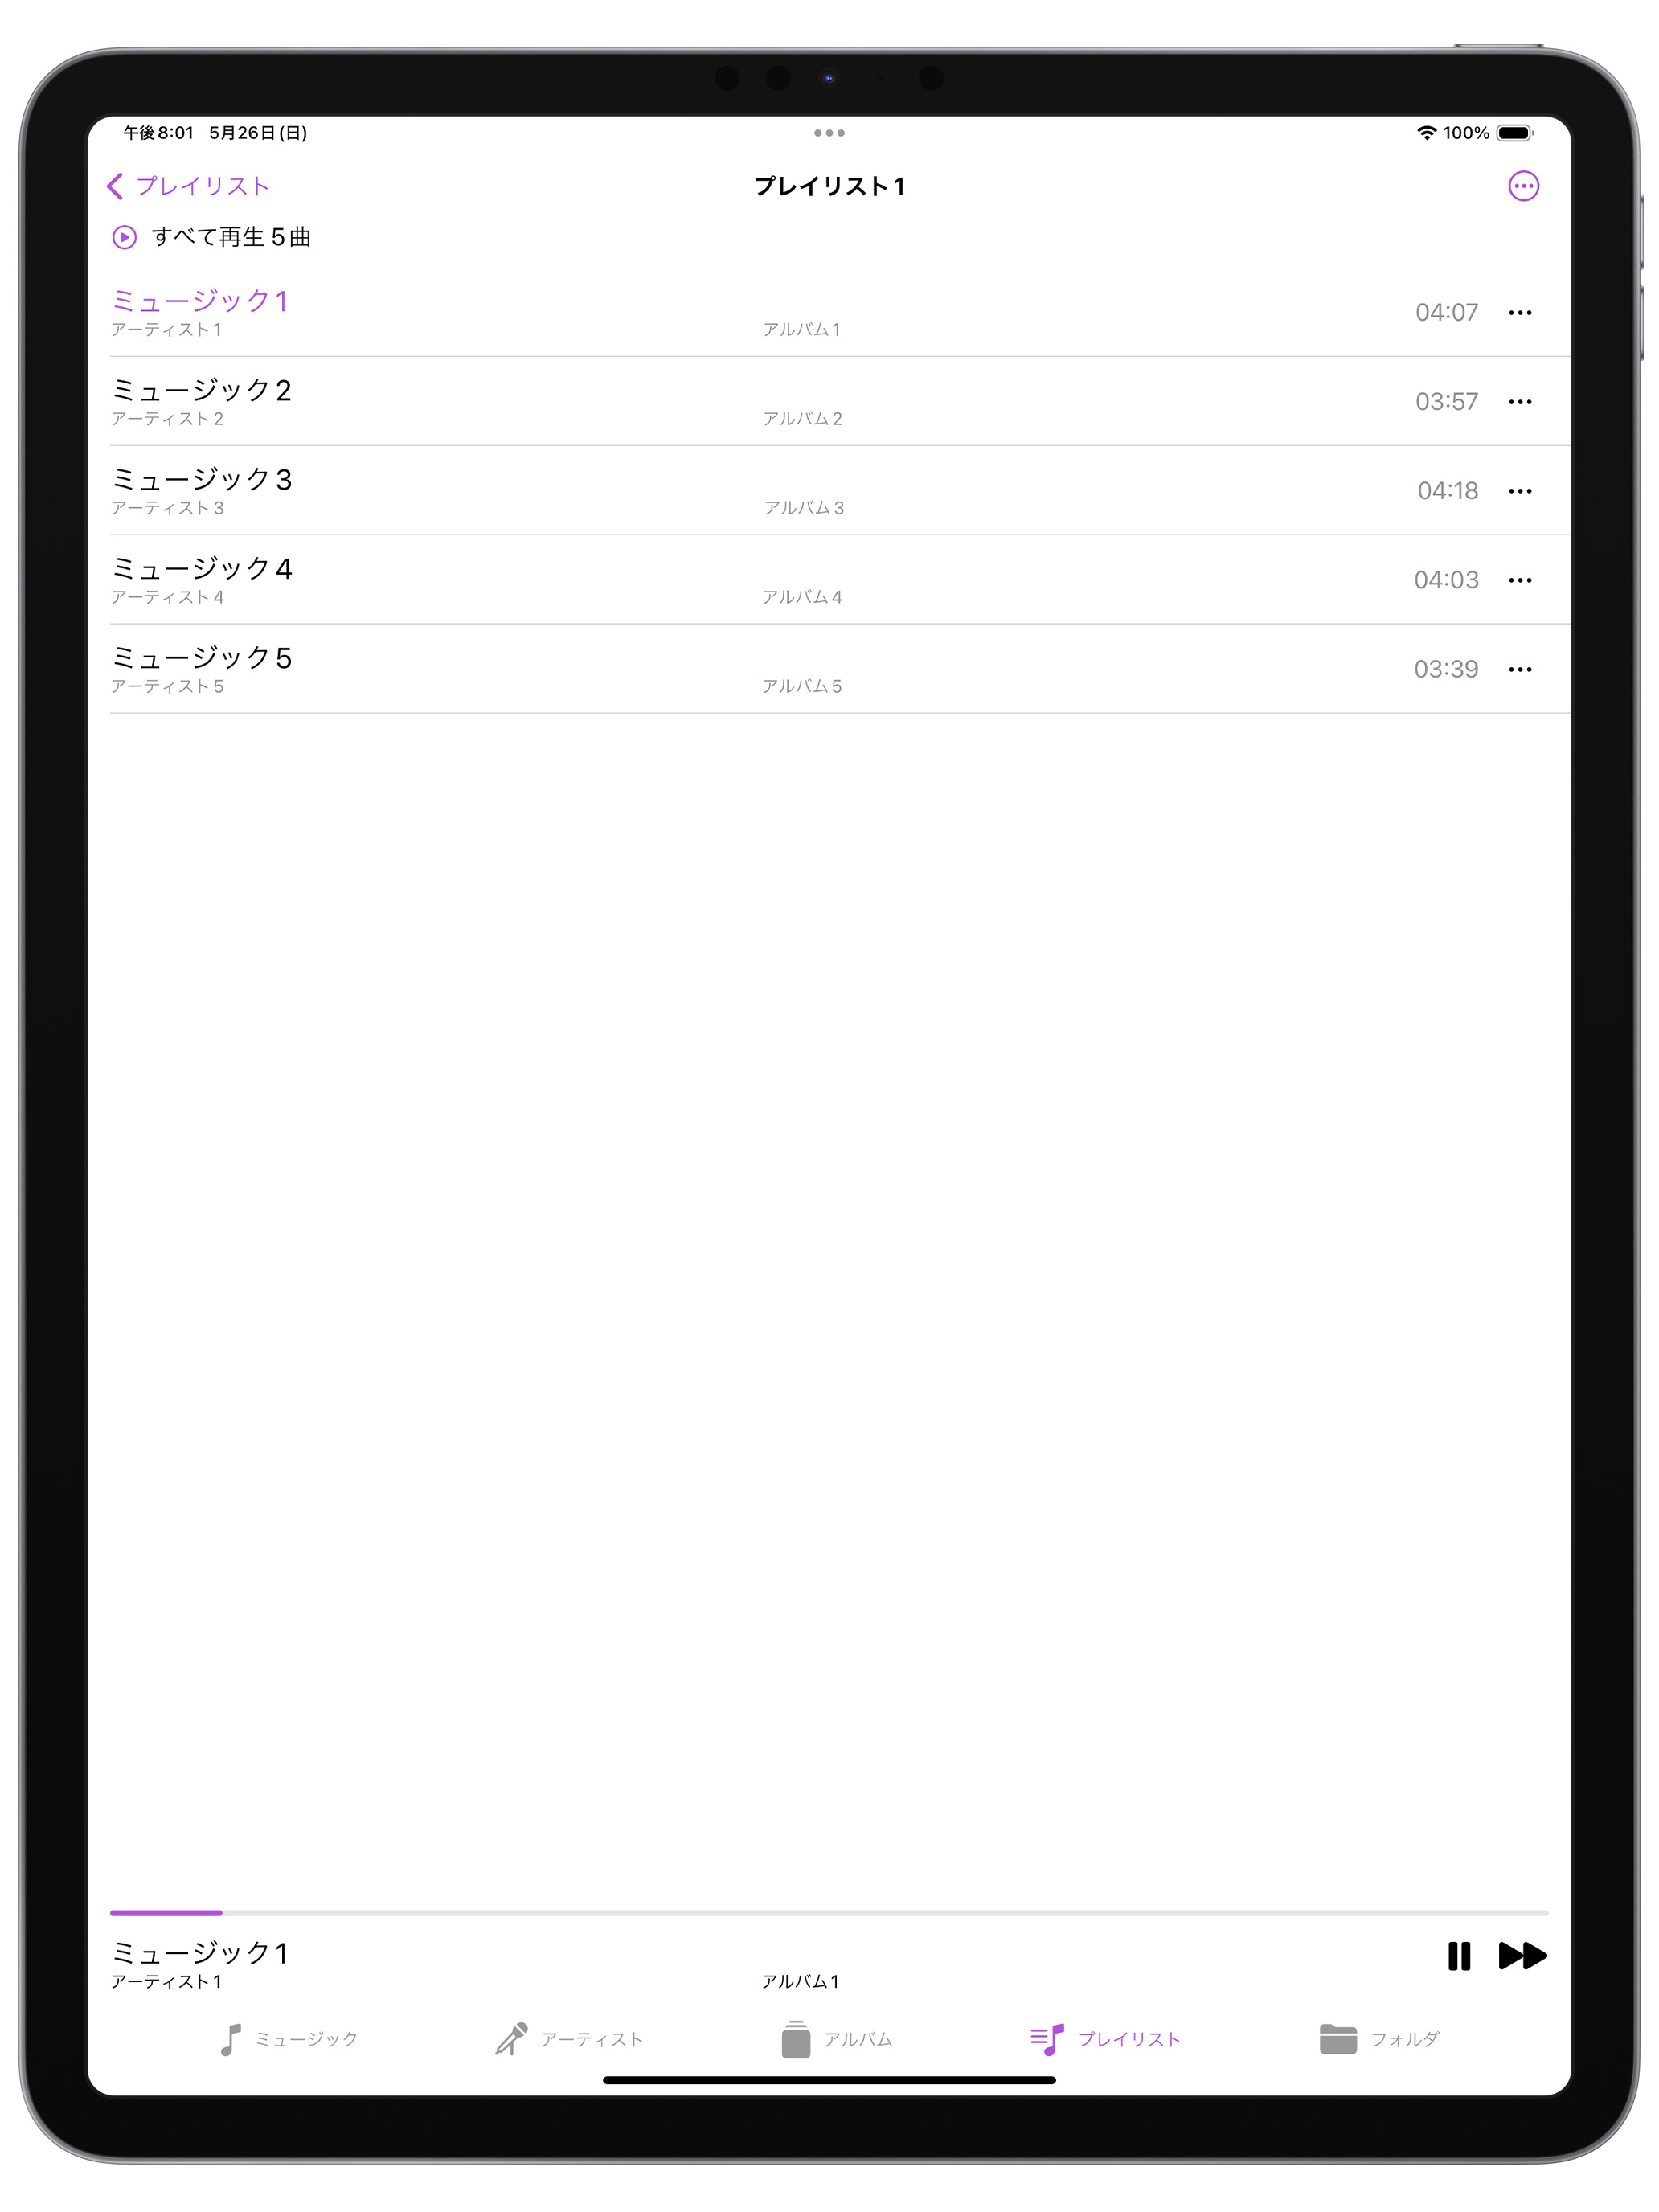 午後8:01 5月26日(日) 100%
プレイリスト プレイリスト1
すべて再生 5曲
ミュージック1
アーティスト1 アルバム1 04:07
ミュージック2
アーティスト2 アルバム2 03:57
ミュージック3
アーティスト3 アルバム3 04:18
ミュージック4
アーティスト4 アルバム4 04:03
ミュージック5
アーティスト5 アルバム5 03:39
ミュージック1
アーティスト1 アルバム1
ミュージック アーティスト アルバム プレイリスト フォルダ